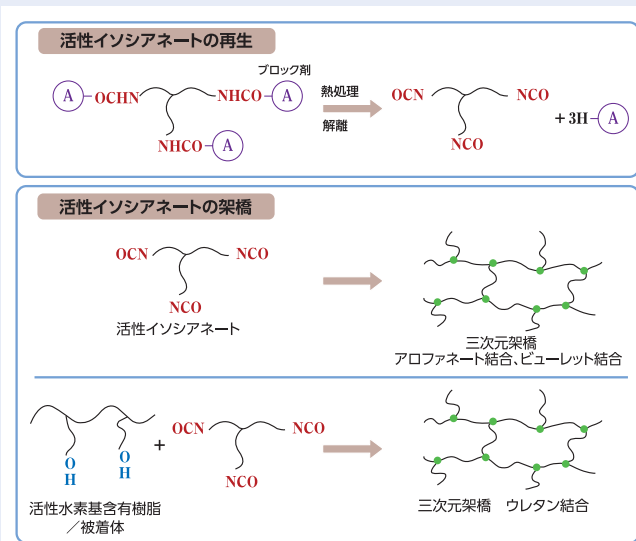 活性イソシアネートの再生
ブロック剤
A OCHN NHCO A
熱処理
解離
NHCO A
OCN NCO
NCO
+3H A
活性イソシアネートの架橋
OCN NCO
NCO
活性イソシアネート
三次元架橋
アロファネート結合、ビューレット結合
O
H
O
H
+
OCN NCO
NCO
活性水素基含有樹脂
/被着体
三次元架橋 ウレタン結合